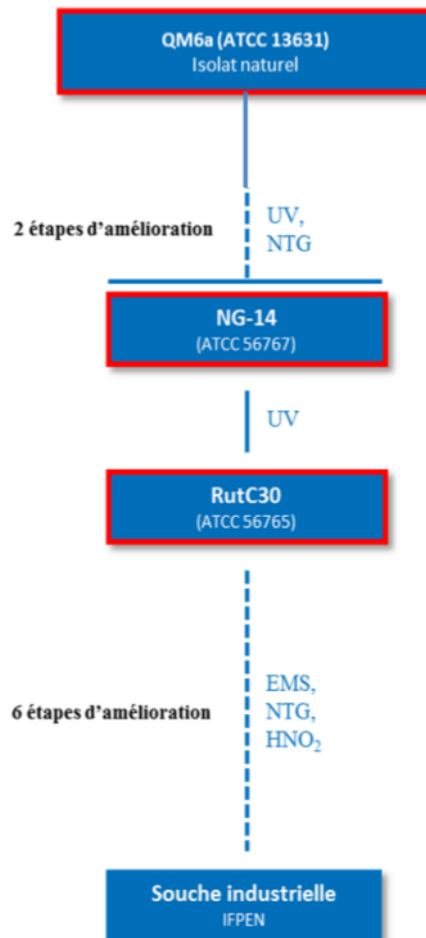 QM6a (ATCC 13631)
Isolat naturel
2 étapes d’amélioration
UV,
NTG
NG-14
(ATCC 56767)
UV
RutC30
(ATCC 56765)
6 étapes d’amélioration
EMS,
NTG,
HNO₂
Souche industrielle
IFPEN